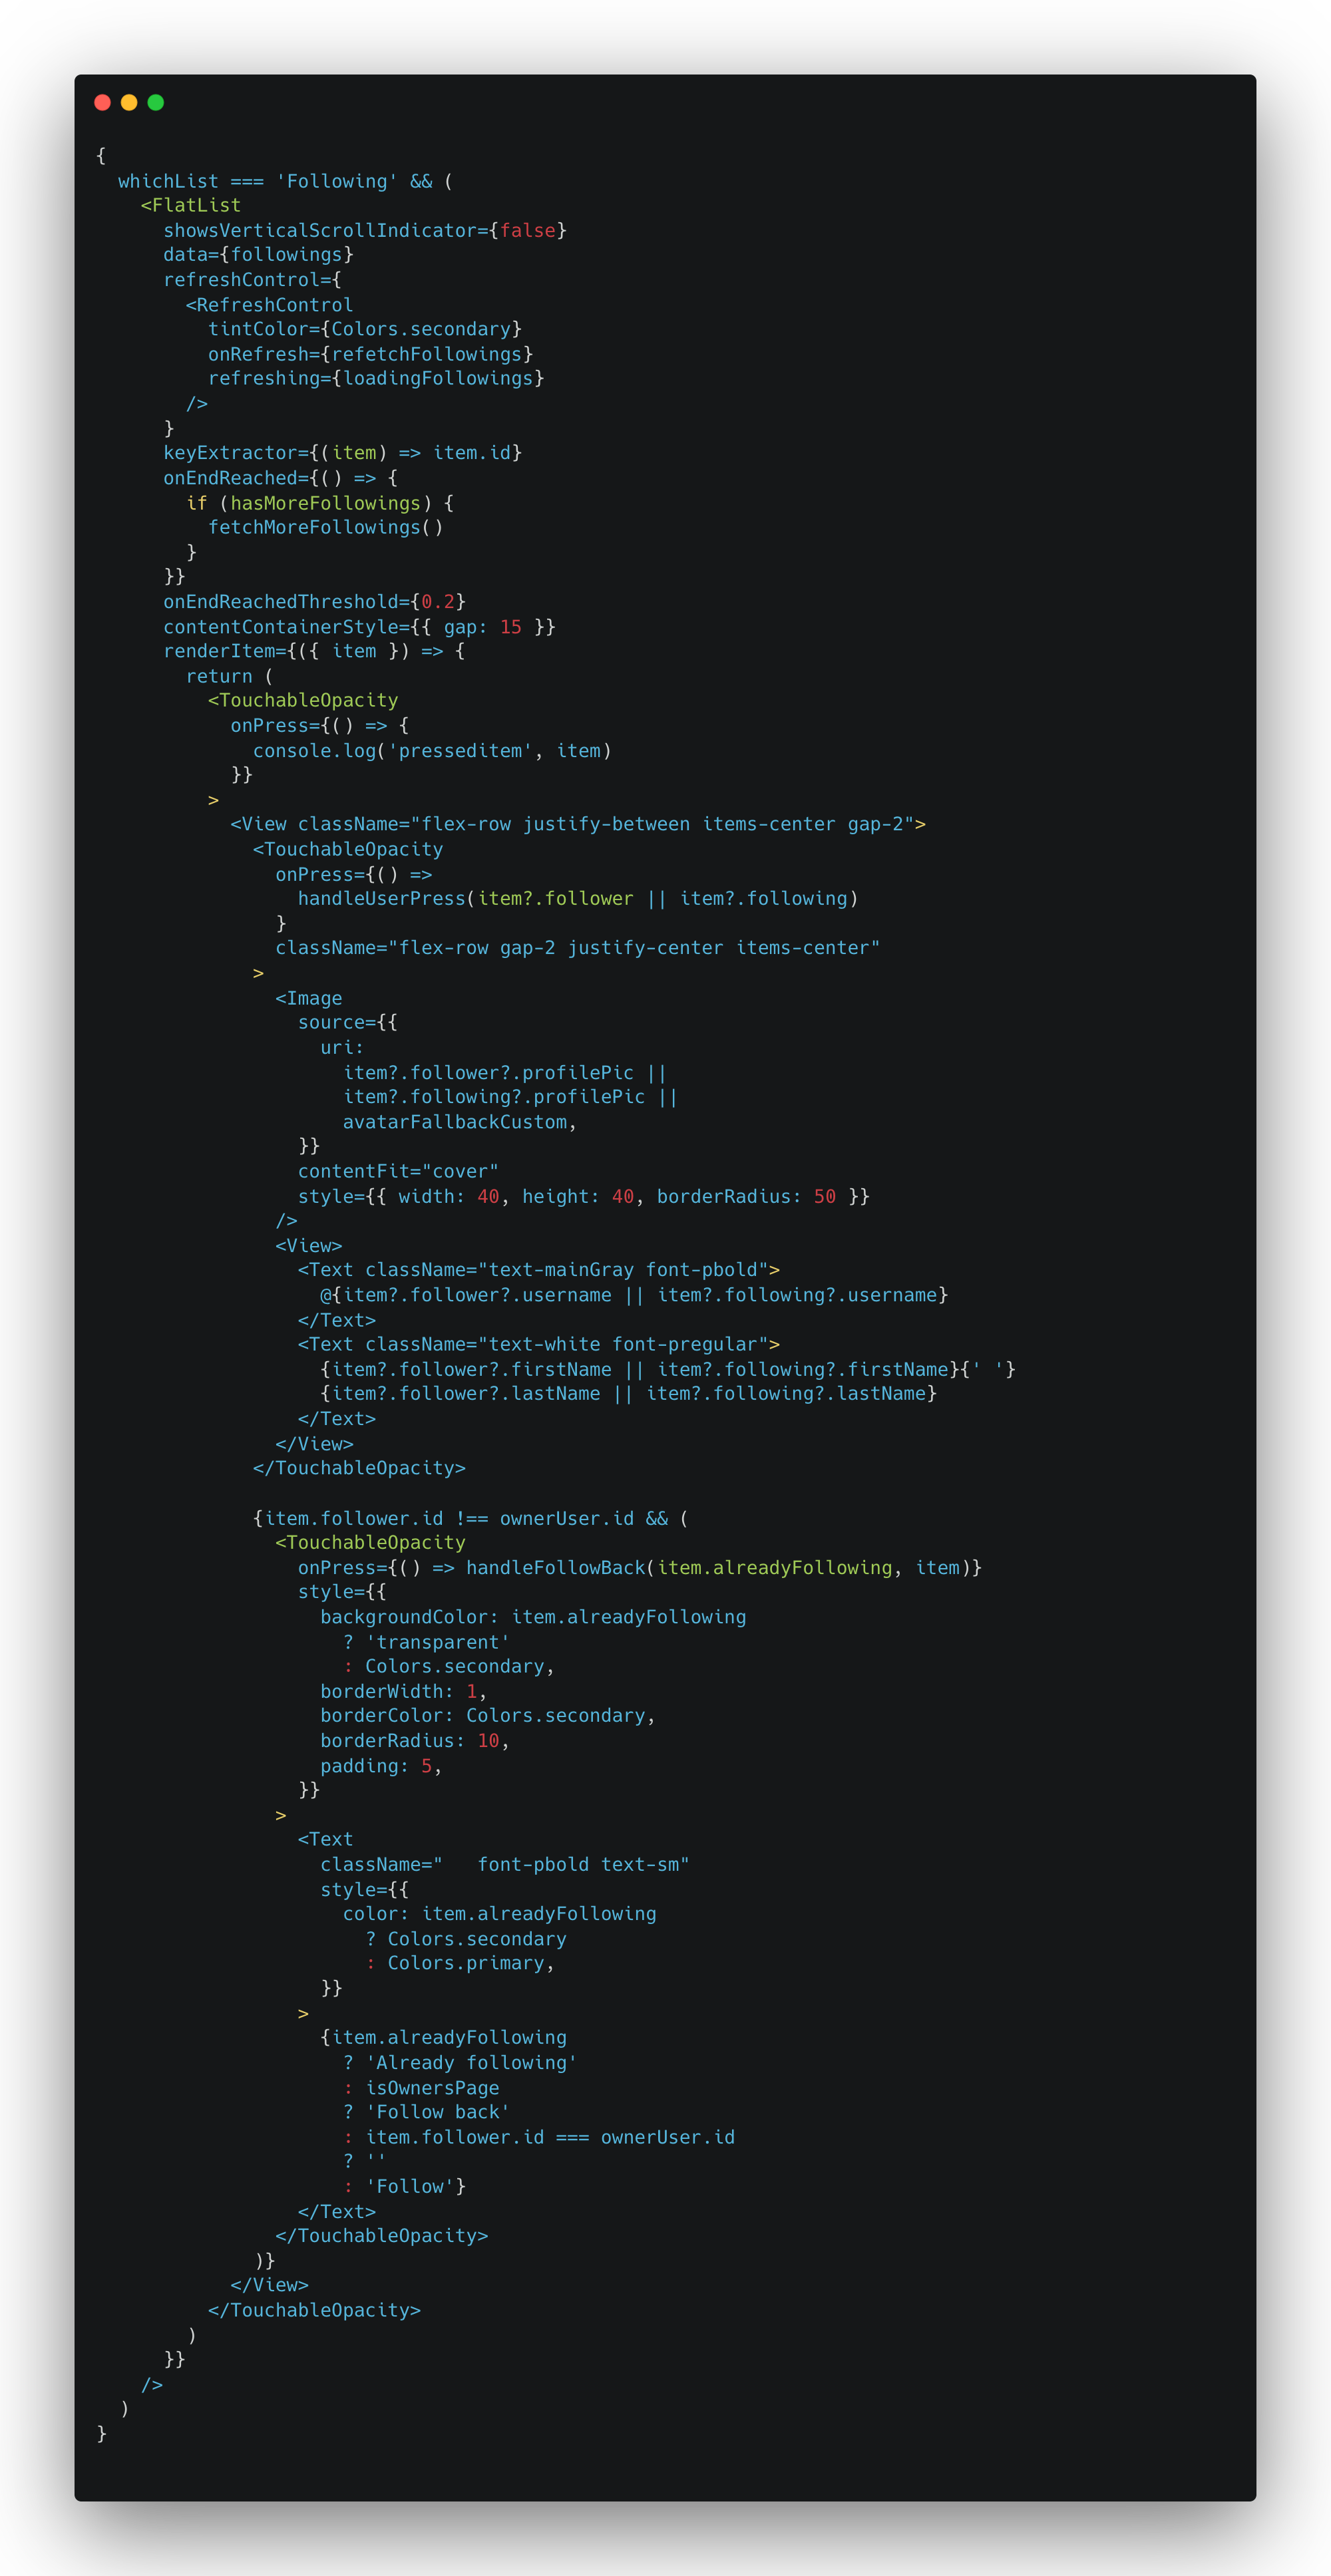 {
  whichList === 'Following' && (
    <FlatList
      showsVerticalScrollIndicator={false}
      data={followings}
      refreshControl={
        <RefreshControl
          tintColor={Colors.secondary}
          onRefresh={refetchFollowings}
          refreshing={loadingFollowings}
        />
      }
      keyExtractor={(item) => item.id}
      onEndReached={() => {
        if (hasMoreFollowings) {
          fetchMoreFollowings()
        }
      }}
      onEndReachedThreshold={0.2}
      contentContainerStyle={{ gap: 15 }}
      renderItem={({ item }) => {
        return (
          <TouchableOpacity
            onPress={() => {
              console.log('presseditem', item)
            }}
          >
            <View className="flex-row justify-between items-center gap-2">
              <TouchableOpacity
                onPress={() =>
                  handleUserPress(item?.follower || item?.following)
                }
                className="flex-row gap-2 justify-center items-center"
              >
                <Image
                  source={{
                    uri:
                      item?.follower?.profilePic ||
                      item?.following?.profilePic ||
                      avatarFallbackCustom,
                  }}
                  contentFit="cover"
                  style={{ width: 40, height: 40, borderRadius: 50 }}
                />
                <View>
                  <Text className="text-mainGray font-pbold">
                    @{item?.follower?.username || item?.following?.username}
                  </Text>
                  <Text className="text-white font-pregular">
                    {item?.follower?.firstName || item?.following?.firstName}{' '}
                    {item?.follower?.lastName || item?.following?.lastName}
                  </Text>
                </View>
              </TouchableOpacity>

              {item.follower.id !== ownerUser.id && (
                <TouchableOpacity
                  onPress={() => handleFollowBack(item.alreadyFollowing, item)}
                  style={{
                    backgroundColor: item.alreadyFollowing
                      ? 'transparent'
                      : Colors.secondary,
                    borderWidth: 1,
                    borderColor: Colors.secondary,
                    borderRadius: 10,
                    padding: 5,
                  }}
                >
                  <Text
                    className="   font-pbold text-sm"
                    style={{
                      color: item.alreadyFollowing
                        ? Colors.secondary
                        : Colors.primary,
                    }}
                  >
                    {item.alreadyFollowing
                      ? 'Already following'
                      : isOwnersPage
                      ? 'Follow back'
                      : item.follower.id === ownerUser.id
                      ? ''
                      : 'Follow'}
                  </Text>
                </TouchableOpacity>
              )}
            </View>
          </TouchableOpacity>
        )
      }}
    />
  )
}